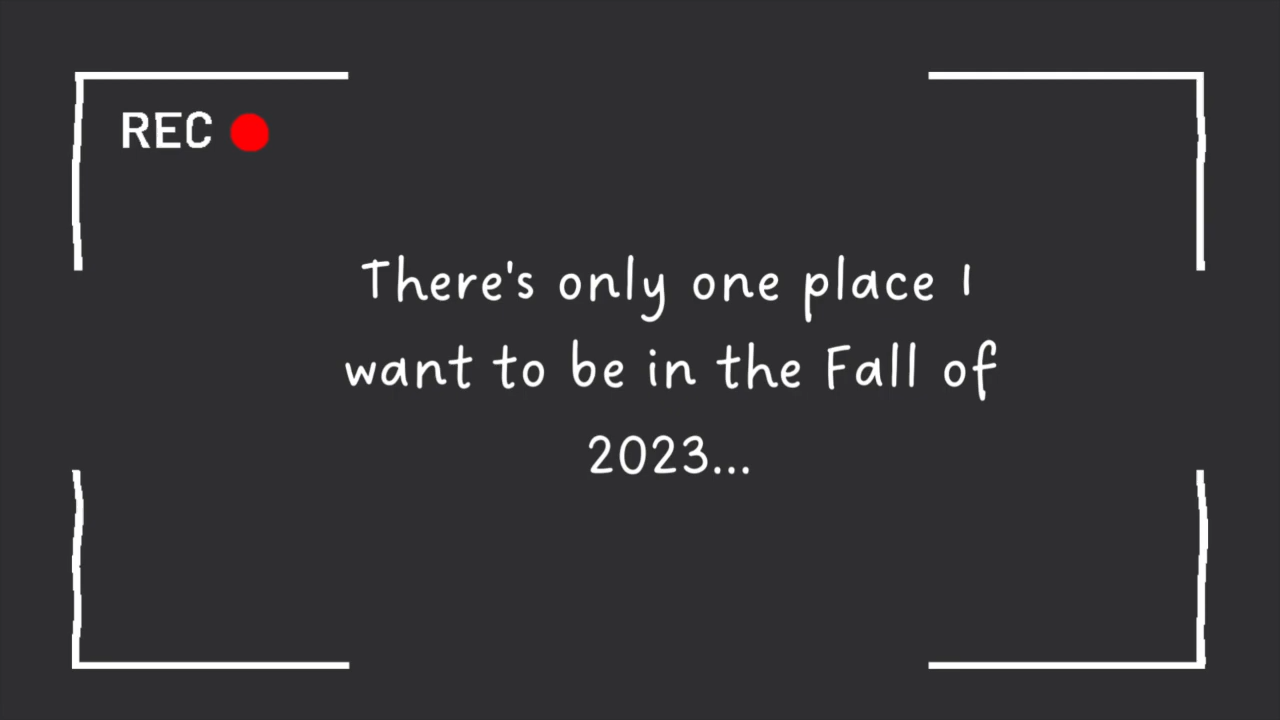 REC
There's only one place I
want to be in the Fall of
2023...